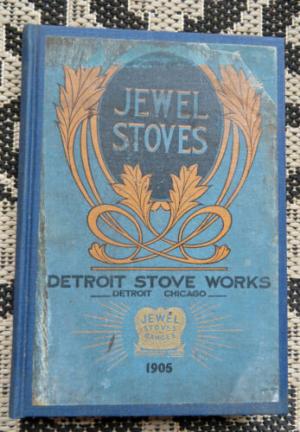 JEWEL
STOVES
DETROIT STOVE WORKS
DETROIT CHICAGO
JEWEL
STOVES
RANGES
1905